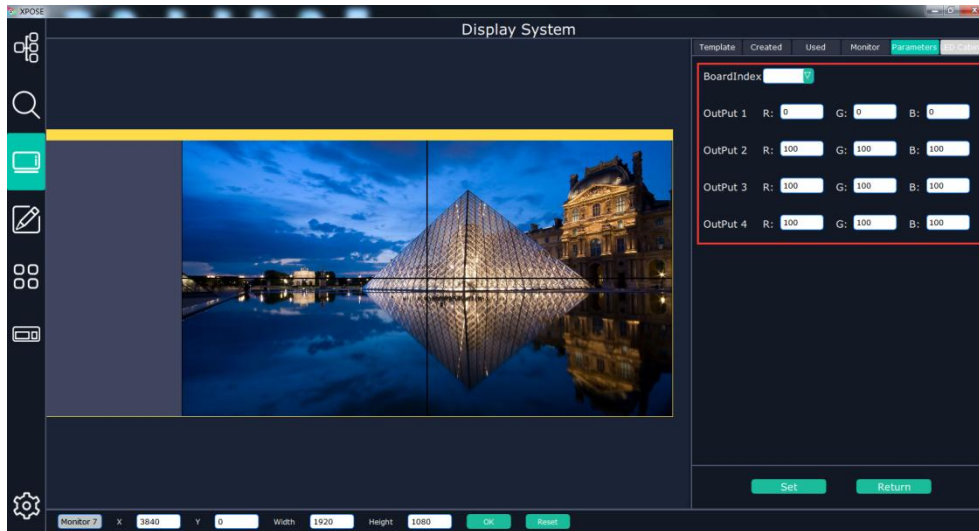 XPOSE
Display System
Template Created Used Monitor Parameters LED Cabin
BoardIndex
OutPut 1 R: 0 G: 0 B: 0
OutPut 2 R: 100 G: 100 B: 100
OutPut 3 R: 100 G: 100 B: 100
OutPut 4 R: 100 G: 100 B: 100
Set Return
Monitor 7 X 3840 Y 0 Width 1920 Height 1080 OK Reset